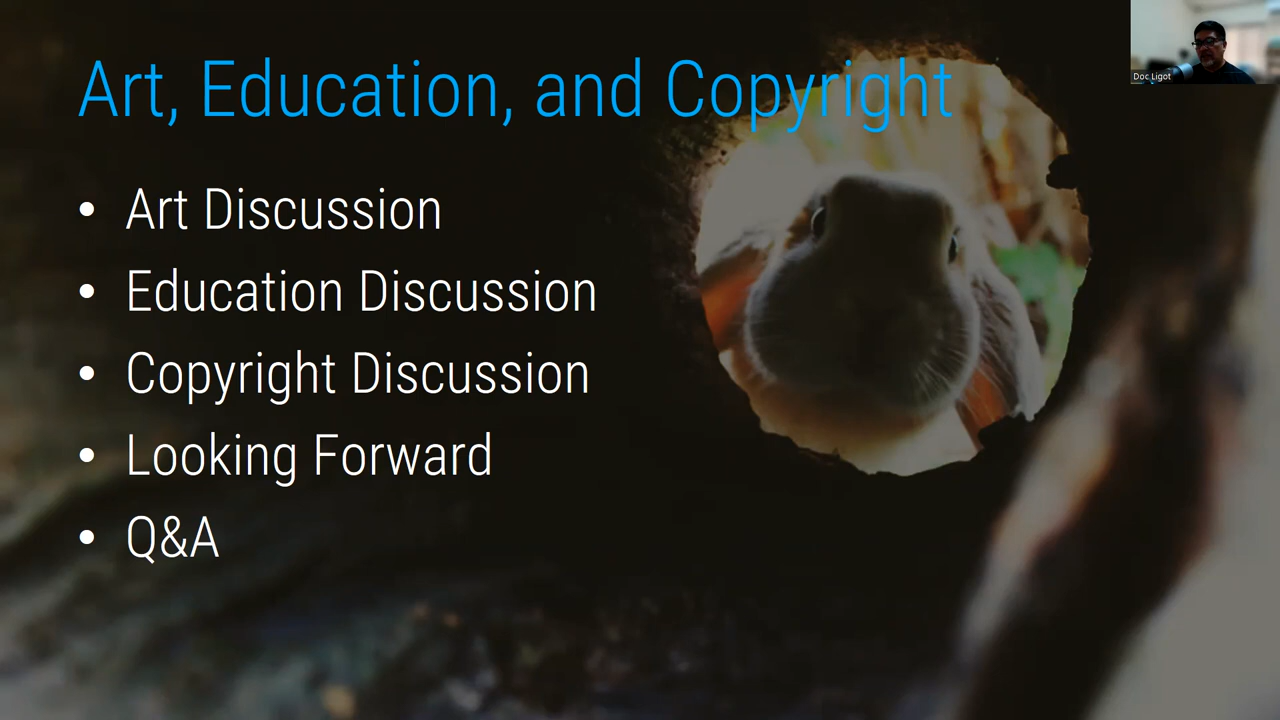 Art, Education, and Copyright
• Art Discussion
• Education Discussion
• Copyright Discussion
• Looking Forward
• Q&A
Doc Ligot